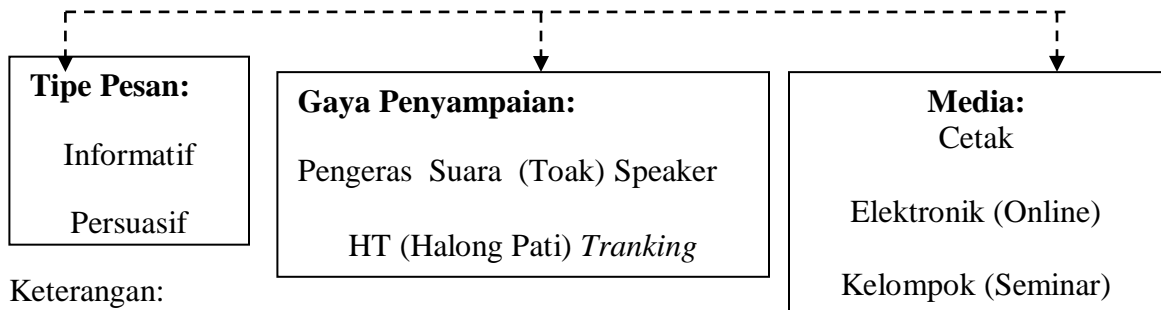 Tipe Pesan:
Informatif
Persuasif
Gaya Penyampaian:
Pengeras Suara (Toak) Speaker
HT (Halong Pati) Tranking
Media:
Cetak
Elektronik (Online)
Kelompok (Seminar)
Keterangan: